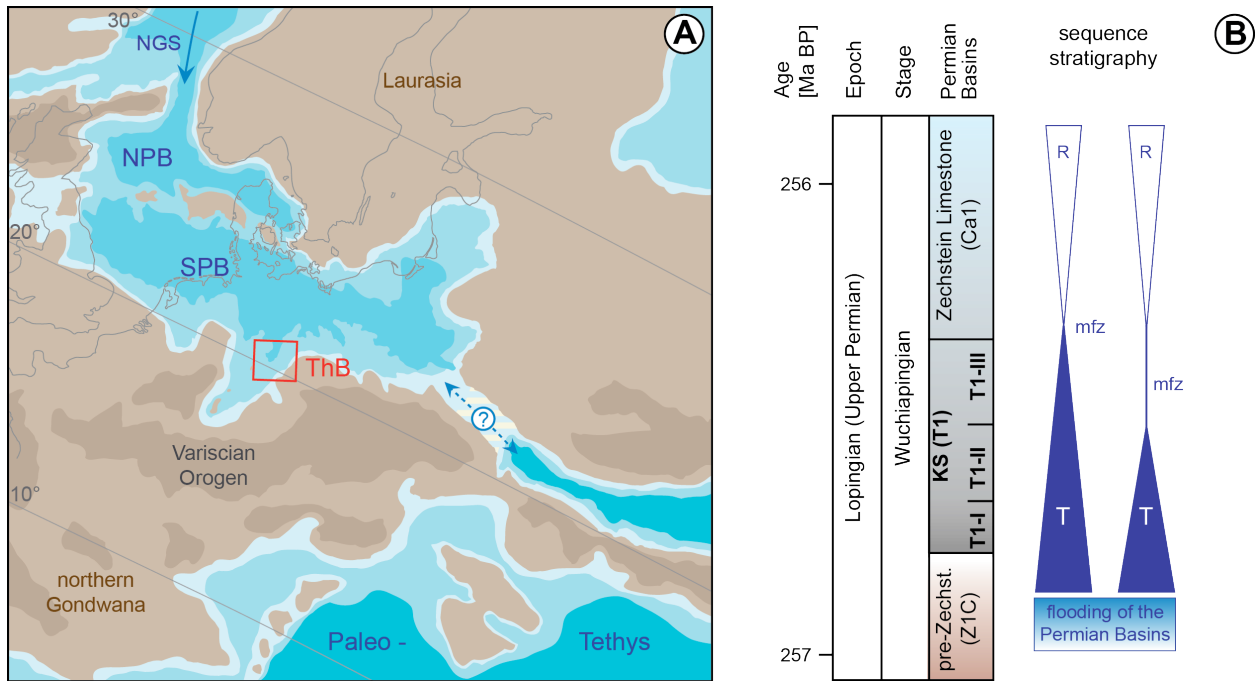 30°
NGS
A
Laurasia
NPB
20°
SPB
ThB
?
Variscian
Orogen
10°
northern
Gondwana
Paleo -
Tethys
B
Age
[Ma BP]
Epoch
Stage
Permian
Basins
sequence
stratigraphy
256
257
Lopingian (Upper Permian)
Wuchiapingian
Zechstein Limestone
(Ca1)
KS (T1)
T1-III
T1-II
T1-I
pre-Zechst.
(Z1C)
R
R
mfz
mfz
T
T
flooding of the
Permian Basins